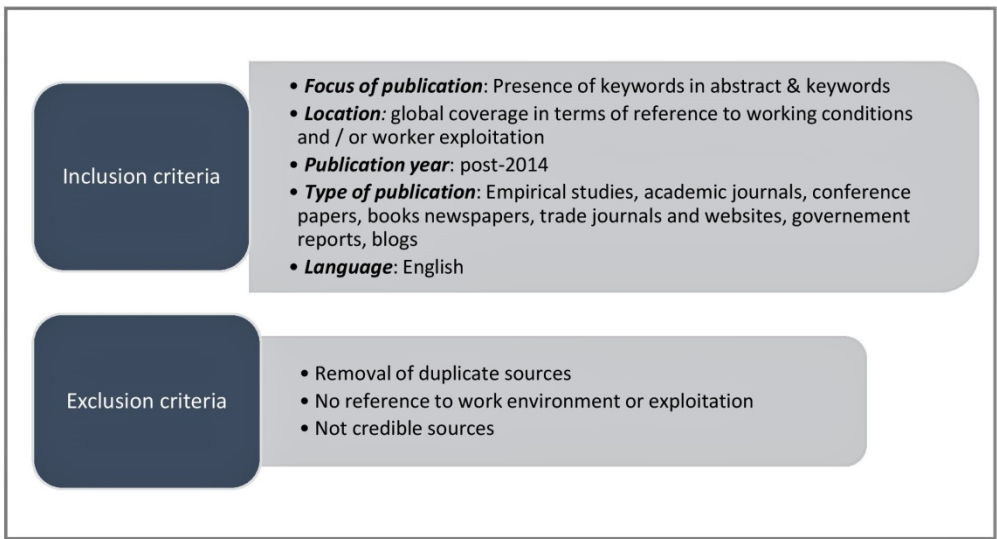 Inclusion criteria
• Focus of publication: Presence of keywords in abstract & keywords
• Location: global coverage in terms of reference to working conditions
and / or worker exploitation
• Publication year: post-2014
• Type of publication: Empirical studies, academic journals, conference
papers, books newspapers, trade journals and websites, governement
reports, blogs
• Language: English
Exclusion criteria
• Removal of duplicate sources
• No reference to work environment or exploitation
• Not credible sources